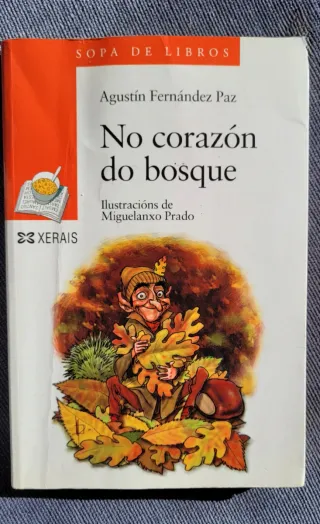 SOPA DE LIBROS
Agustín Fernández Paz
No corazón
do bosque
Ilustracións de
Miguelanxo Prado
XERAIS